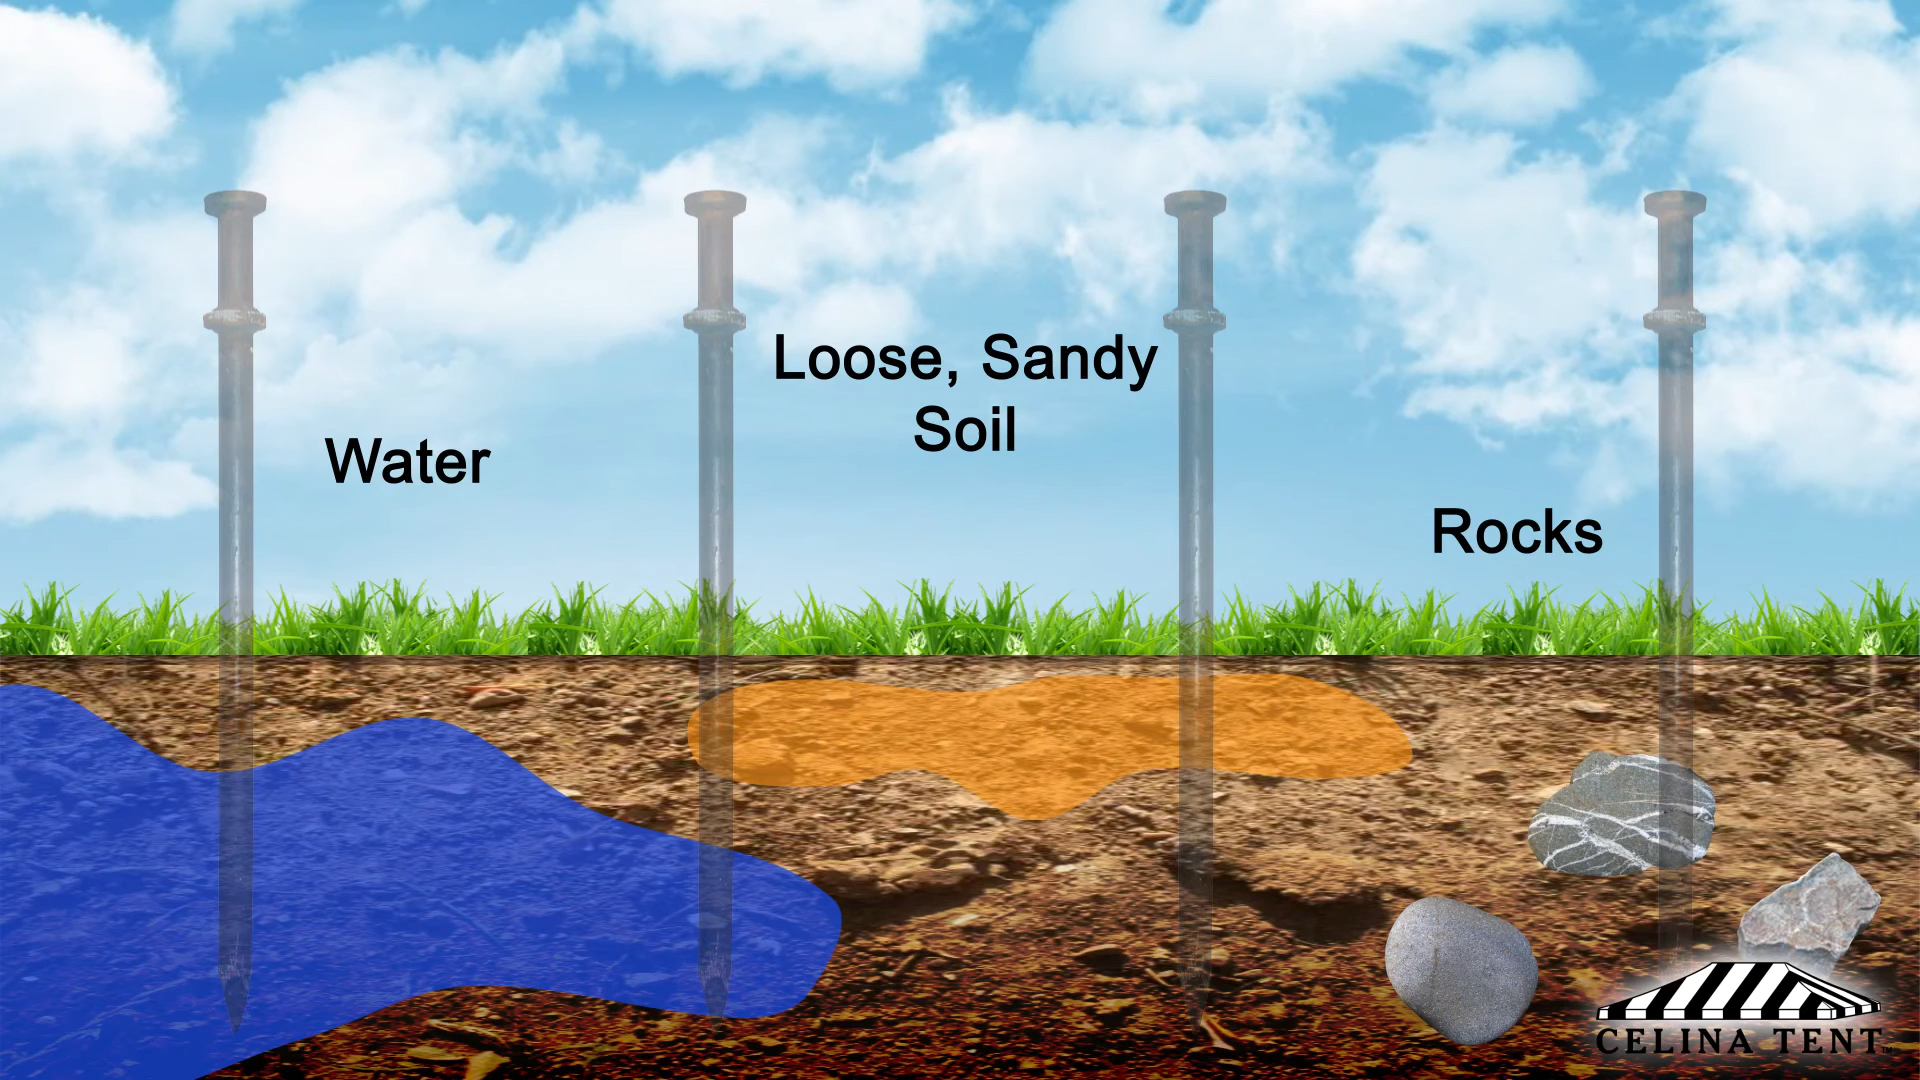 Loose, Sandy
Soil
Water
Rocks
CELINA TENT